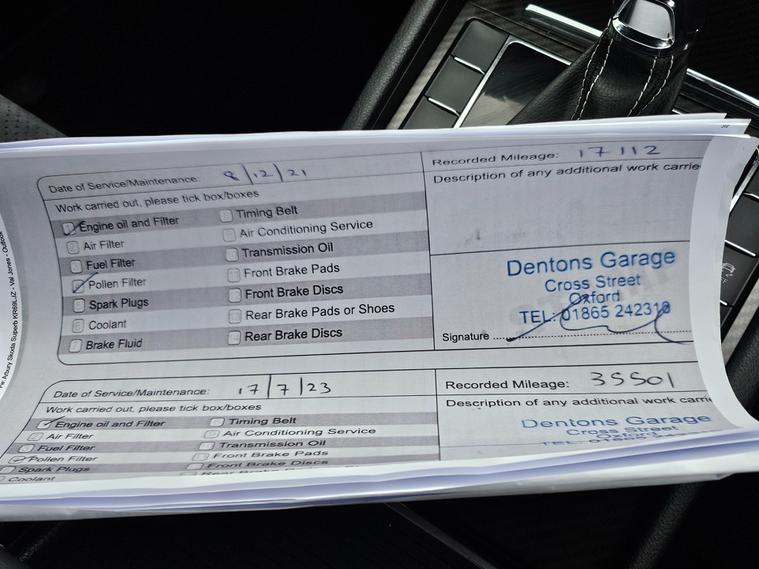 Date of Service/Maintenance: 8/12/21
Work carried out, please tick box/boxes
Engine oil and Filter
Air Filter
Fuel Filter
Pollen Filter
Spark Plugs
Coolant
Brake Fluid
Timing Belt
Air Conditioning Service
Transmission Oil
Front Brake Pads
Front Brake Discs
Rear Brake Pads or Shoes
Rear Brake Discs
Recorded Mileage: 17112
Description of any additional work carrie
Dentons Garage
Cross Street
Oxford
TEL: 01865 242318
Signature
Date of Service/Maintenance: 17/7/23
Work carried out, please tick box/boxes
Engine oil and Filter
Air Filter
Fuel Filter
Pollen Filter
Spark Plugs
Coolant
Timing Belt
Air Conditioning Service
Transmission Oil
Front Brake Pads
Front Brake Discs
Rear Brake Pads
Recorded Mileage: 35501
Description of any additional work carri
Dentons Garage
Cross Street
Oxford